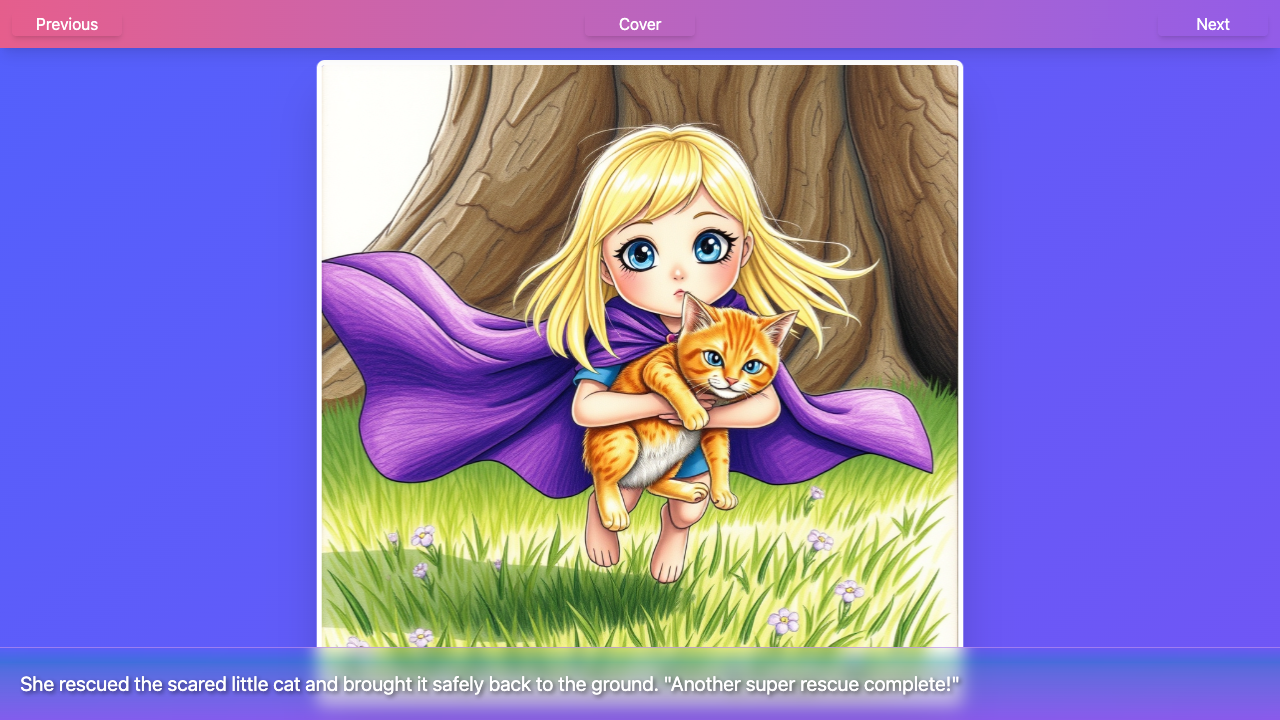 Previous
Cover
Next
She rescued the scared little cat and brought it safely back to the ground. "Another super rescue complete!"